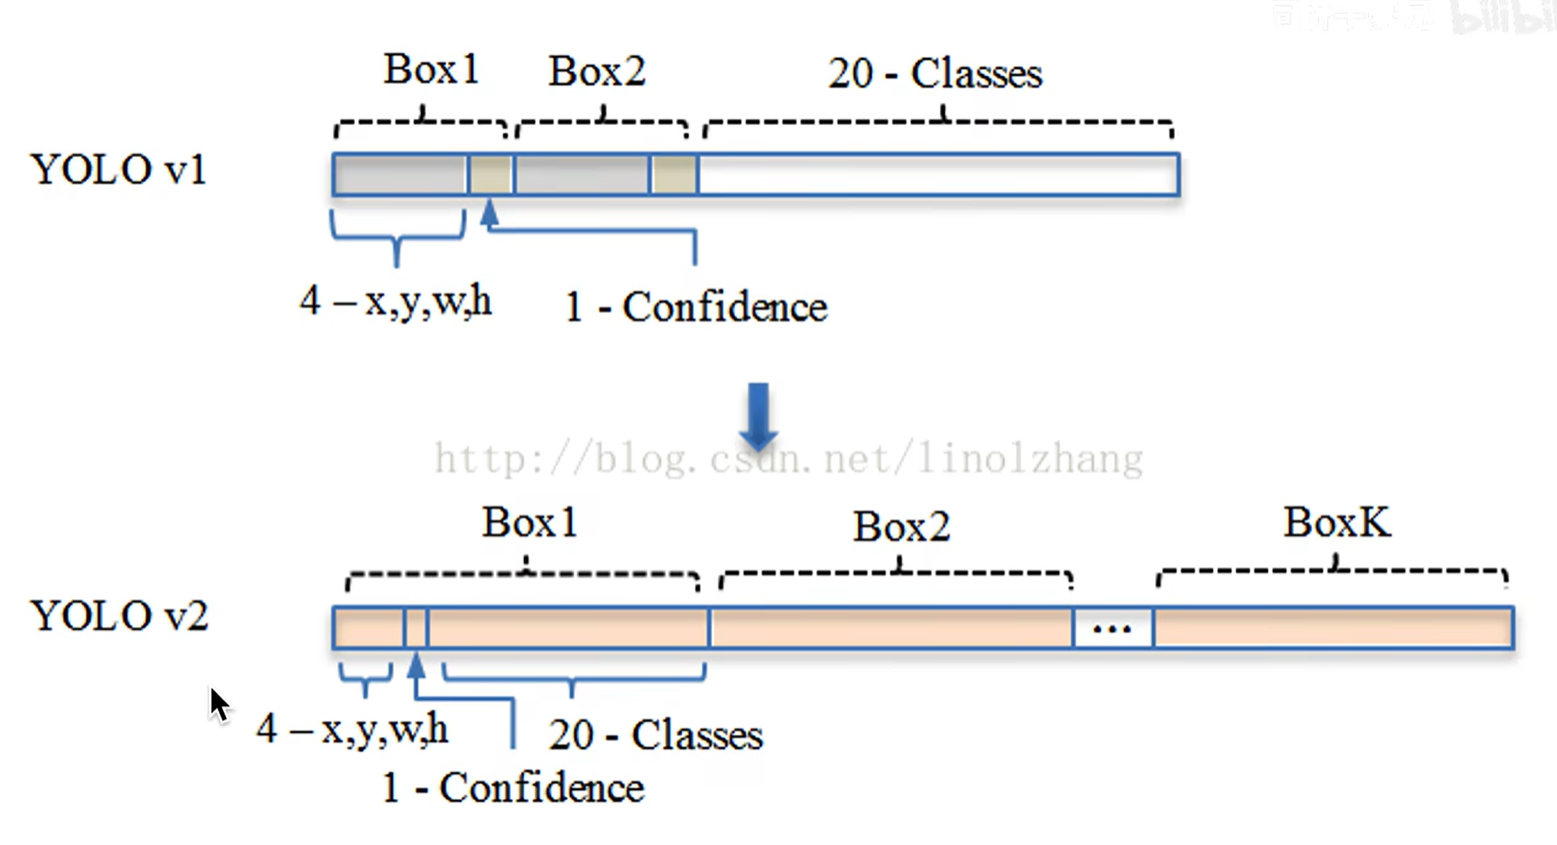 Box1
Box2
20 - Classes
YOLO v1
4 – x,y,w,h
1 - Confidence
http://blog.csdn.net/linolzhang
Box1
Box2
BoxK
YOLO v2
...
4 – x,y,w,h
20 - Classes
1 - Confidence